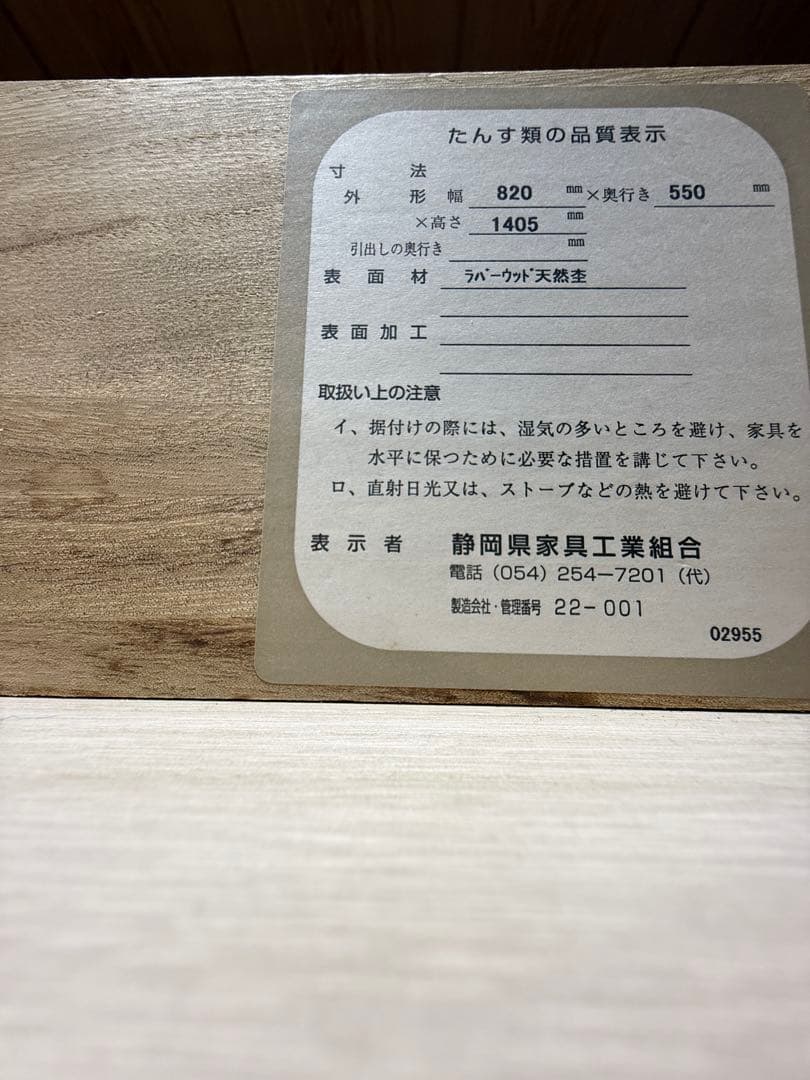 たんす類の品質表示
寸法
外形 幅 820 mm ×奥行き 550 mm
×高さ 1405 mm
引出しの奥行き mm
表面材 ラバーウッド天然杢
表面加工
取扱い上の注意
イ、据付けの際には、湿気の多いところを避け、家具を
水平に保つために必要な措置を講じて下さい。
ロ、直射日光又は、ストーブなどの熱を避けて下さい。
表示者 静岡県家具工業組合
電話(054)254-7201(代)
製造会社・管理番号 22-001
02955